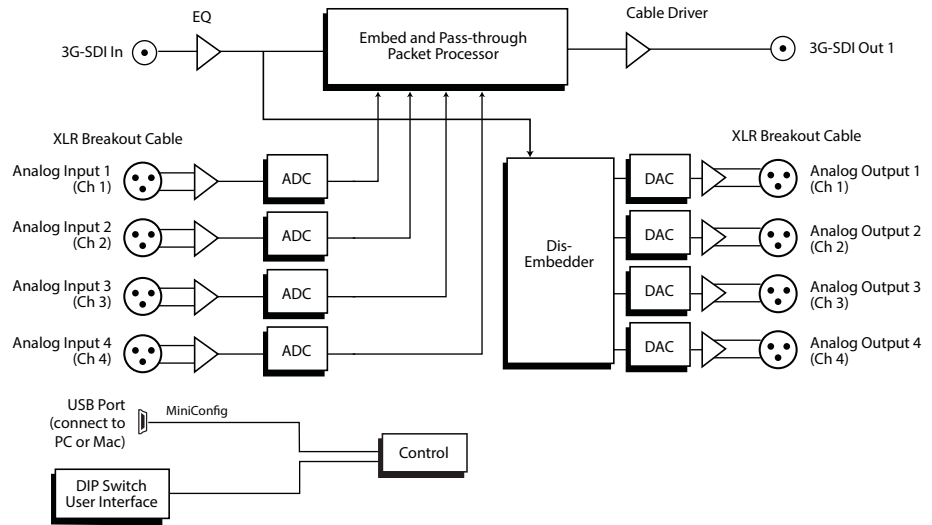 EQ
Cable Driver
3G-SDI In
Embed and Pass-through
Packet Processor
3G-SDI Out 1
XLR Breakout Cable
XLR Breakout Cable
Analog Input 1
(Ch 1)
ADC
Analog Input 2
(Ch 2)
ADC
Analog Input 3
(Ch 3)
ADC
Analog Input 4
(Ch 4)
ADC
Dis-
Embedder
DAC
Analog Output 1
(Ch 1)
DAC
Analog Output 2
(Ch 2)
DAC
Analog Output 3
(Ch 3)
DAC
Analog Output 4
(Ch 4)
USB Port
(connect to
PC or Mac)
MiniConfig
Control
DIP Switch
User Interface